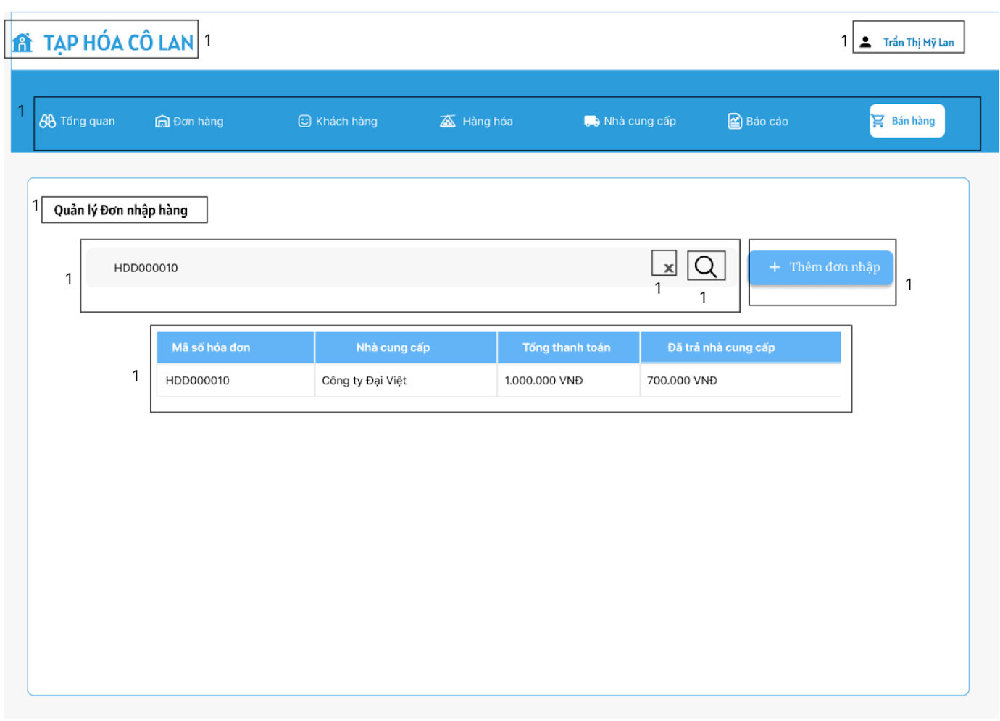 TẠP HÓA CÔ LAN 1
1 Trần Thị Mỹ Lan
1 Tổng quan Đơn hàng Khách hàng Hàng hóa Nhà cung cấp Báo cáo Bán hàng
1 Quản lý Đơn nhập hàng
1 HDD000010 x + Thêm đơn nhập 1
1 1
Mã số hóa đơn Nhà cung cấp Tổng thanh toán Đã trả nhà cung cấp
1 HDD000010 Công ty Đại Việt 1.000.000 VNĐ 700.000 VNĐ